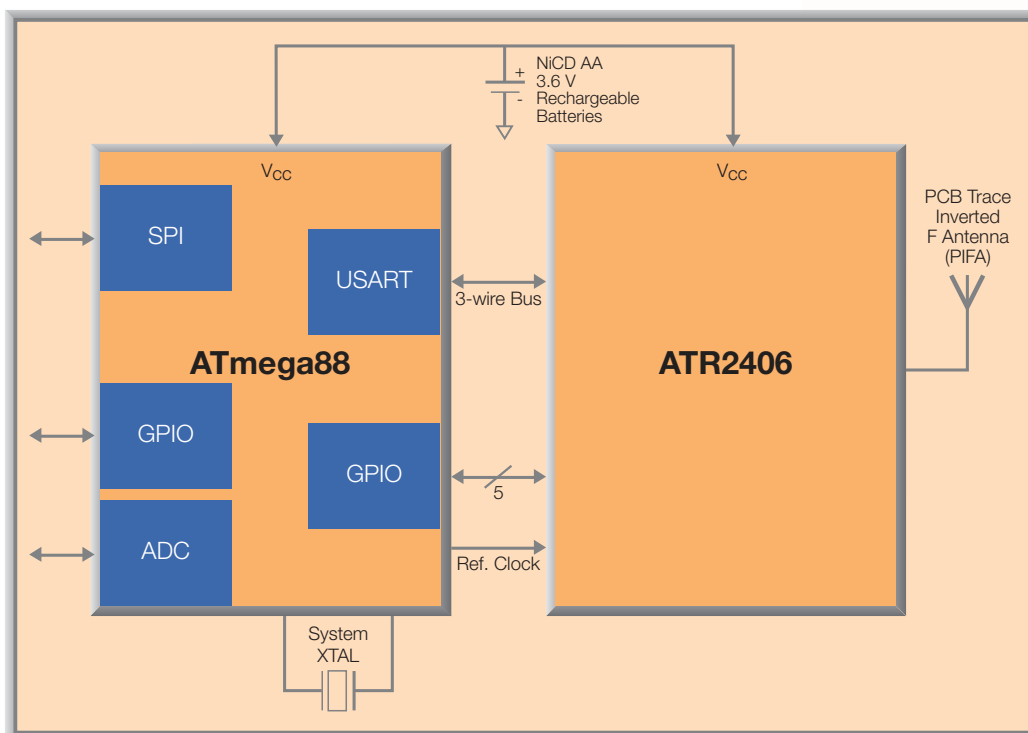 +
-
NiCD AA
3.6 V
Rechargeable
Batteries
VCC
VCC
SPI
USART
3-wire Bus
PCB Trace
Inverted
F Antenna
(PIFA)
ATmega88
ATR2406
GPIO
GPIO
5
ADC
Ref. Clock
System
XTAL